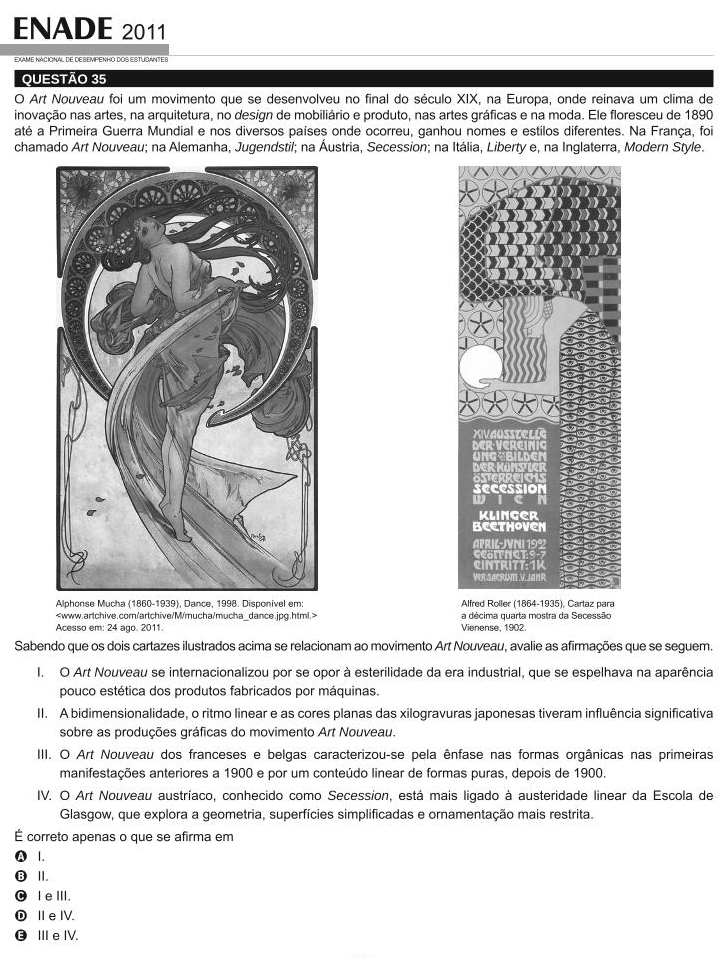 ENADE 2011
EXAME NACIONAL DE DESEMPENHO DOS ESTUDANTES
QUESTÃO 35
O Art Nouveau foi um movimento que se desenvolveu no final do século XIX, na Europa, onde reinava um clima de
inovação nas artes, na arquitetura, no design de mobiliário e produto, nas artes gráficas e na moda. Ele floresceu de 1890
até a Primeira Guerra Mundial e nos diversos países onde ocorreu, ganhou nomes e estilos diferentes. Na França, foi
chamado Art Nouveau; na Alemanha, Jugendstil; na Áustria, Secession; na Itália, Liberty e, na Inglaterra, Modern Style.
XIV AUSSTELLG
DER VEREINIG
UNG BILDEN
DER KÜNSTLER
ÖSTERREICHS
SECESSION
WIEN
KLINGER
BEETHOVEN
APRIL-JVNI 1902
GEÖFFNET: 9-7
EINTRITT: 1K
VER SACRUM V. JAHR
Alphonse Mucha (1860-1939), Dance, 1998. Disponível em:
<www.artchive.com/artchive/M/mucha/mucha_dance.jpg.html.>
Acesso em: 24 ago. 2011.
Alfred Roller (1864-1935), Cartaz para
a décima quarta mostra da Secessão
Vienense, 1902.
Sabendo que os dois cartazes ilustrados acima se relacionam ao movimento Art Nouveau, avalie as afirmações que se seguem.
I. O Art Nouveau se internacionalizou por se opor à esterilidade da era industrial, que se espelhava na aparência
pouco estética dos produtos fabricados por máquinas.
II. A bidimensionalidade, o ritmo linear e as cores planas das xilogravuras japonesas tiveram influência significativa
sobre as produções gráficas do movimento Art Nouveau.
III. O Art Nouveau dos franceses e belgas caracterizou-se pela ênfase nas formas orgânicas nas primeiras
manifestações anteriores a 1900 e por um conteúdo linear de formas puras, depois de 1900.
IV. O Art Nouveau austríaco, conhecido como Secession, está mais ligado à austeridade linear da Escola de
Glasgow, que explora a geometria, superfícies simplificadas e ornamentação mais restrita.
É correto apenas o que se afirma em
A I.
B II.
C I e III.
D II e IV.
E III e IV.